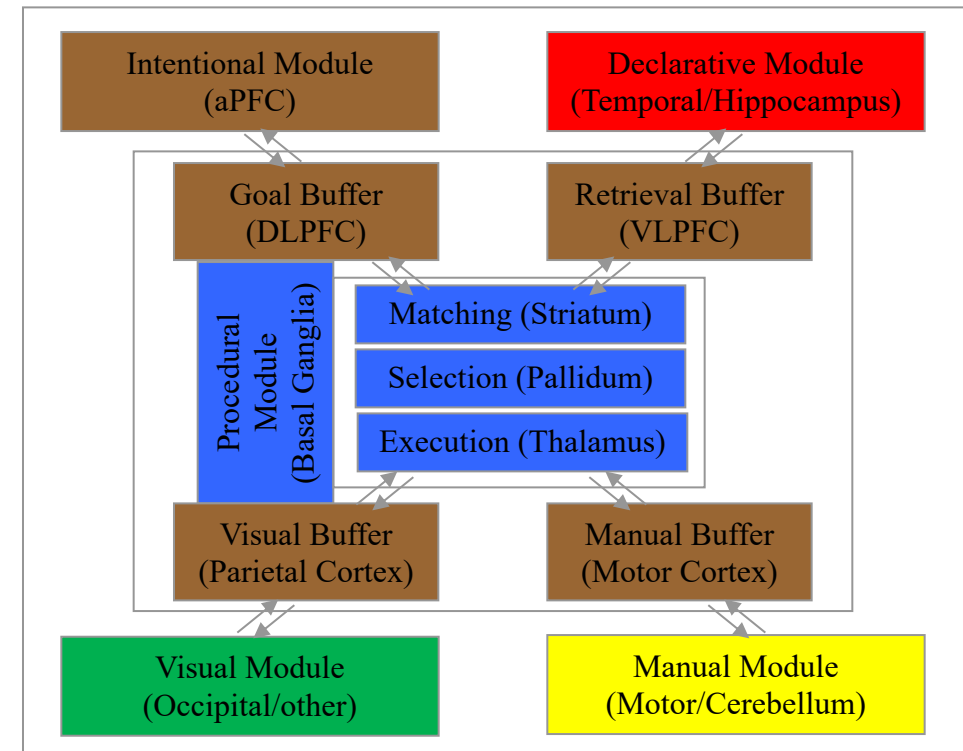 Intentional Module
(aPFC)
Declarative Module
(Temporal/Hippocampus)
Goal Buffer
(DLPFC)
Retrieval Buffer
(VLPFC)
Procedural
Module
(Basal Ganglia)
Matching (Striatum)
Selection (Pallidum)
Execution (Thalamus)
Visual Buffer
(Parietal Cortex)
Manual Buffer
(Motor Cortex)
Visual Module
(Occipital/other)
Manual Module
(Motor/Cerebellum)